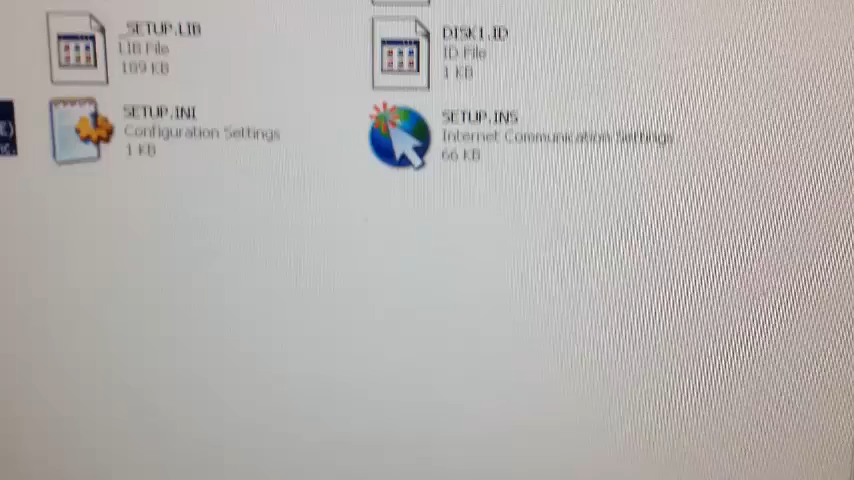 _SETUP.LIB
LIB File
189 KB
DISK1.ID
ID File
1 KB
SETUP.INI
Configuration Settings
1 KB
SETUP.INS
Internet Communication Settings
66 KB